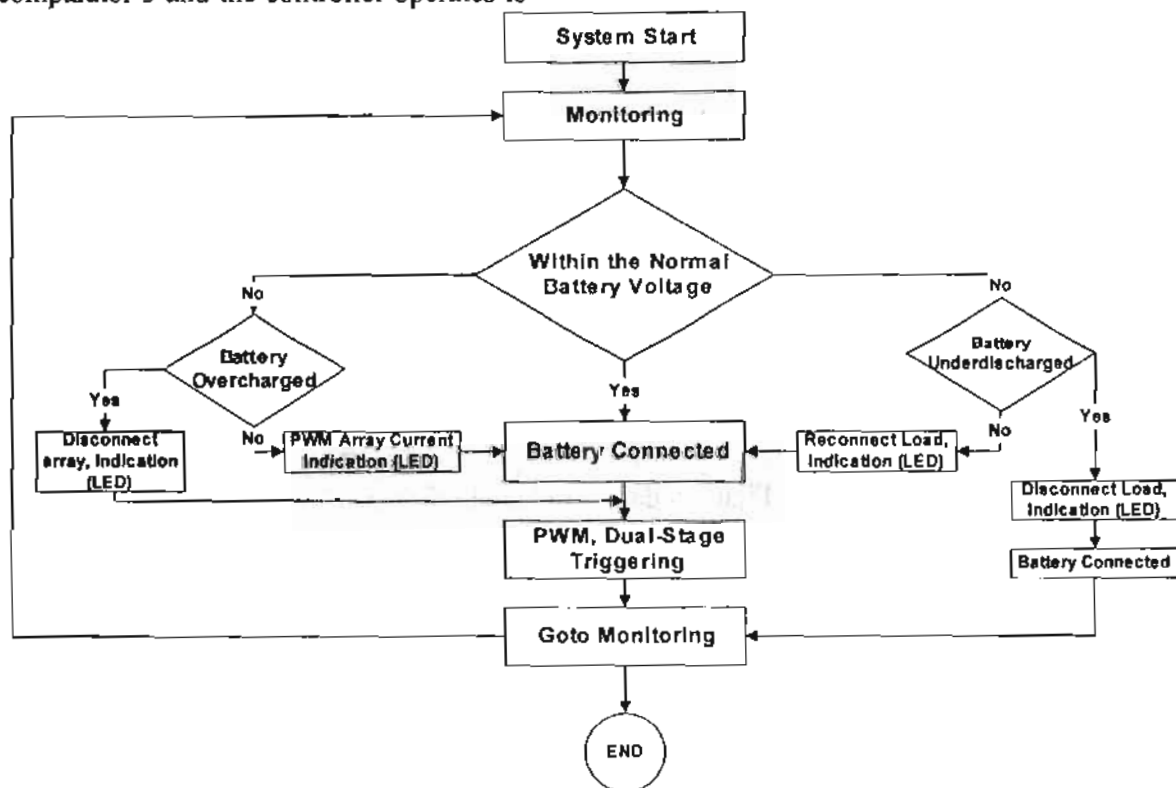 comparator 3 and the controller operates to
System Start
Monitoring
Within the Normal
Battery Voltage
No
No
Battery
Overcharged
Battery
Underdischarged
Yes
Yes
Yes
No
No
Disconnect
array, Indication
(LED)
PWM Array Current
Indication (LED)
Battery Connected
Reconnect Load,
Indication (LED)
Disconnect Load,
Indication (LED)
PWM, Dual-Stage
Triggering
Battery Connected
Goto Monitoring
END